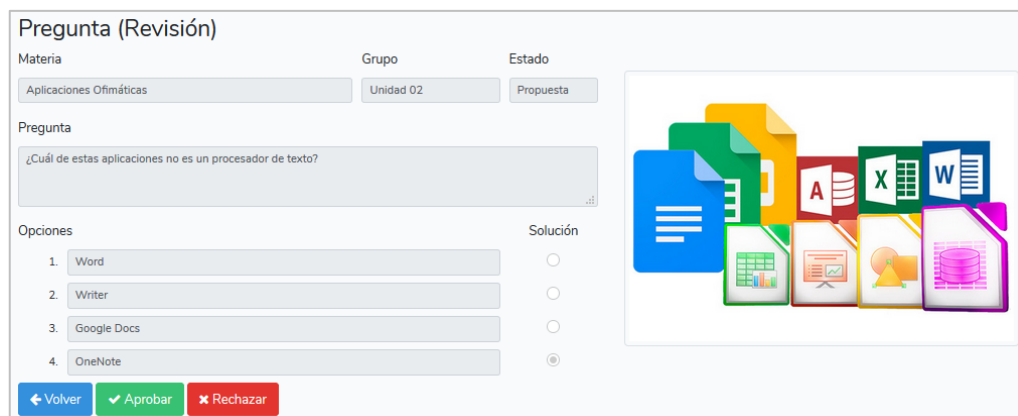 Pregunta (Revisión)
Materia Grupo Estado
Aplicaciones Ofimáticas Unidad 02 Propuesta
Pregunta
¿Cuál de estas aplicaciones no es un procesador de texto?
Opciones Solución
1. Word
2. Writer
3. Google Docs
4. OneNote
Volver Aprobar Rechazar
A X W